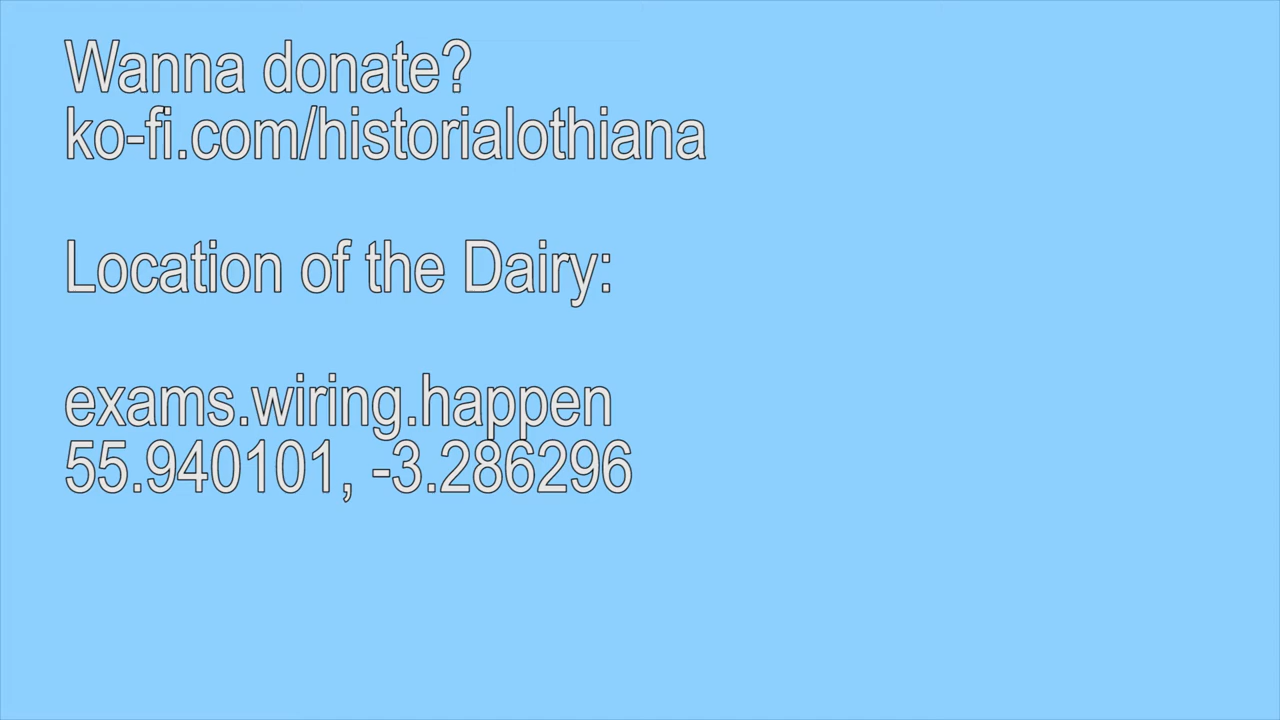 Wanna donate?
ko-fi.com/historialothiana
Location of the Dairy:
exams.wiring.happen
55.940101, -3.286296